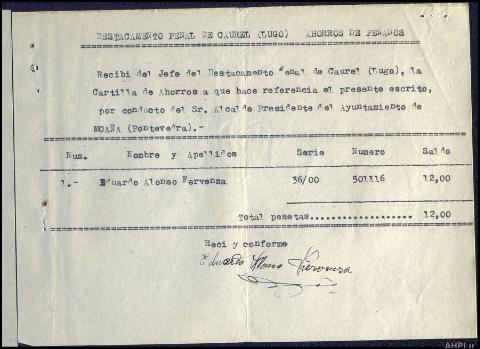 DESTACAMENTO PENAL DE CAUREL (LUGO) AHORROS DE PENADOS
Recibi del Jefe del Destacamento Penal de Caurel (Lugo), la
Cartilla de Ahorros a que hace referencia el presente escrito,
por conducto del Sr. Alcalde Presidente del Ayuntamiento de
MOAÑA (Pontevedra).-
Num. Nombre y Apellidos Serie Numero Saldo
1.- Eduardo Alonso Fervenza 36/00 501116 12,00
Total pesetas................... 12,00
Reci y conforme
Eduardo Alonso Fervenza
AHPLu